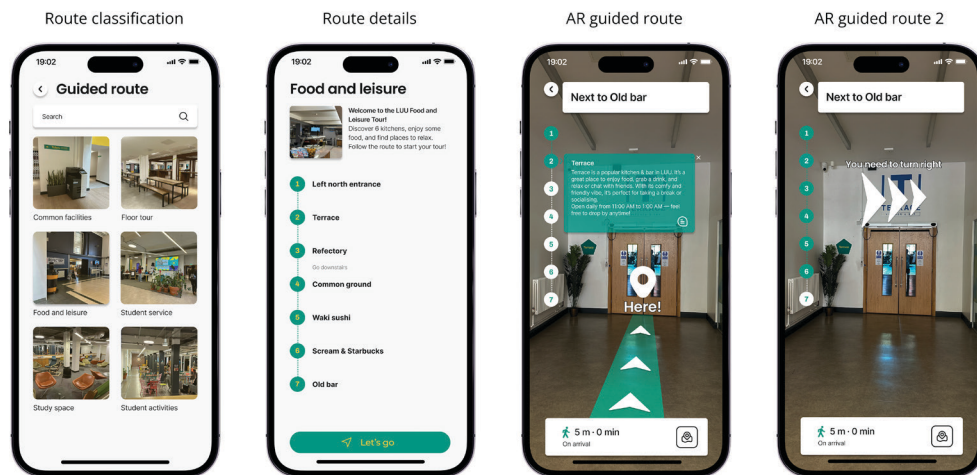 Route classification
Route details
AR guided route
AR guided route 2
19:02
Guided route
Search
Common facilities
Floor tour
Food and leisure
Student service
Study space
Student activities
19:02
Food and leisure
Welcome to the LUU Food and
Leisure Tour!
Discover 6 kitchens, enjoy some
food, and find places to relax.
Follow the route to start your tour!
1 Left north entrance
2 Terrace
3 Refectory
Go downstairs
4 Common ground
5 Waki sushi
6 Scream & Starbucks
7 Old bar
Let's go
19:02
Next to Old bar
1
2
3
4
5
6
7
Terrace
Terrace is a popular kitchen & bar in LUU. It's a
great place to enjoy food, grab a drink, and
relax or chat with friends. With its comfy and
friendly vibe, it's perfect for taking a break or
socialising.
Open daily from 11:00 AM to 1:00 AM — feel
free to drop by anytime!
Here!
5 m · 0 min
On arrival
19:02
Next to Old bar
1
2
3
4
5
6
7
You need to turn right
TERRACE
5 m · 0 min
On arrival